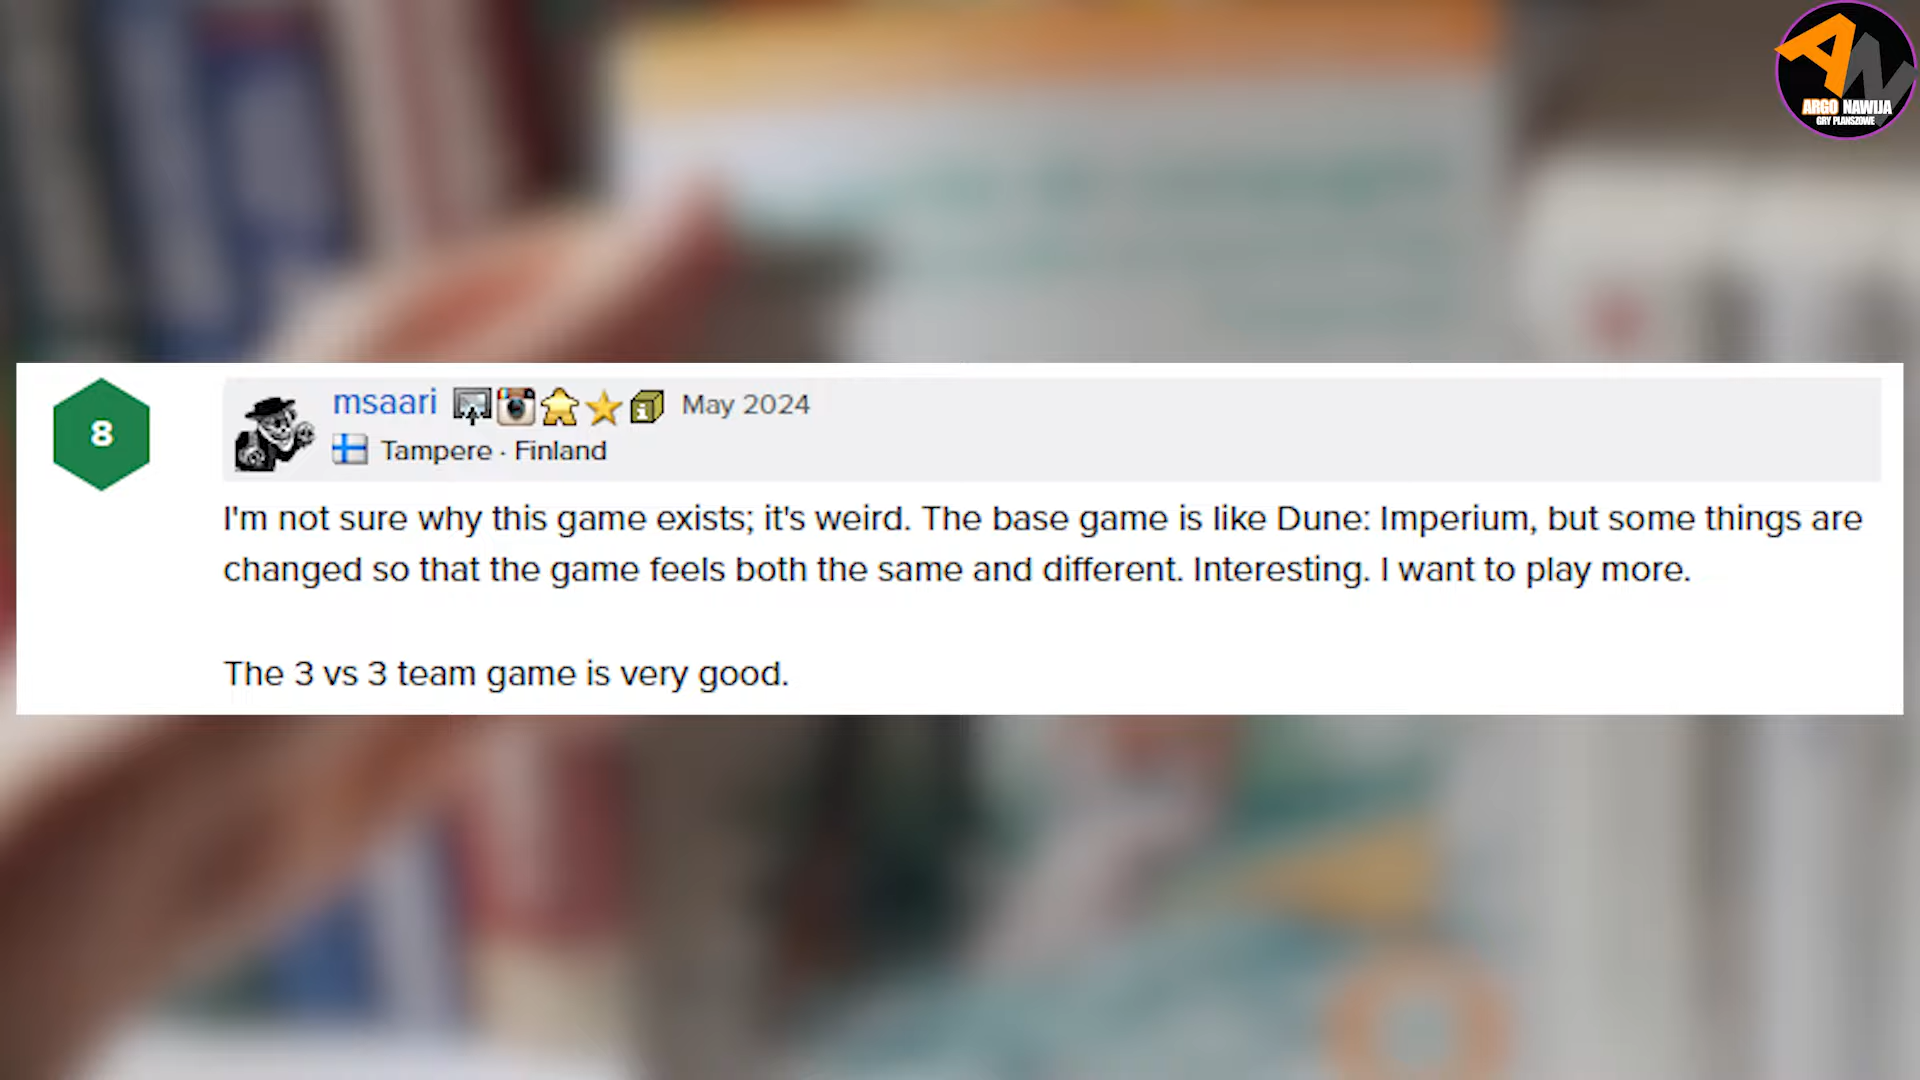 ARGO NAWIJA
GRY PLANSZOWE
8
msaari May 2024
Tampere · Finland
I'm not sure why this game exists; it's weird. The base game is like Dune: Imperium, but some things are
changed so that the game feels both the same and different. Interesting. I want to play more.
The 3 vs 3 team game is very good.